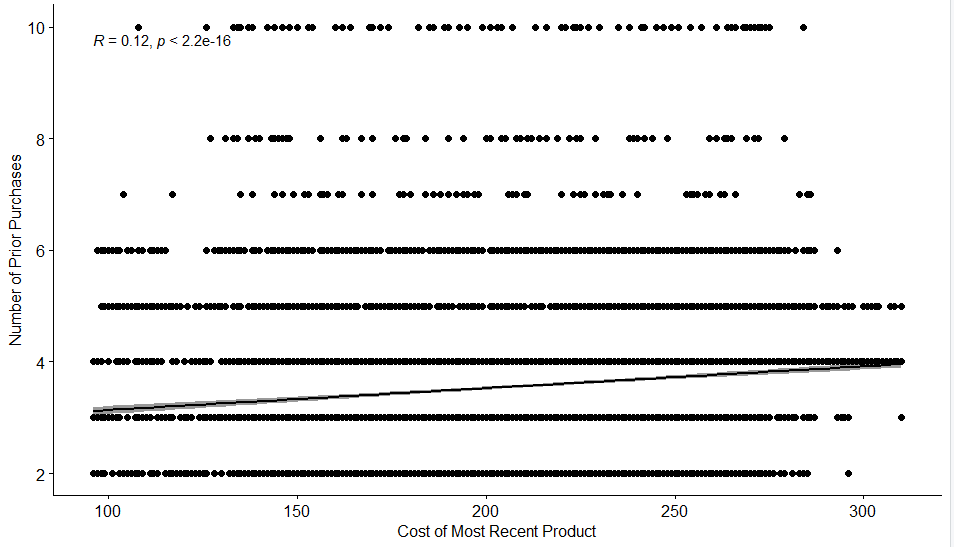 10
R = 0.12, p < 2.2e-16
8
6
4
2
Number of Prior Purchases
100 150 200 250 300
Cost of Most Recent Product